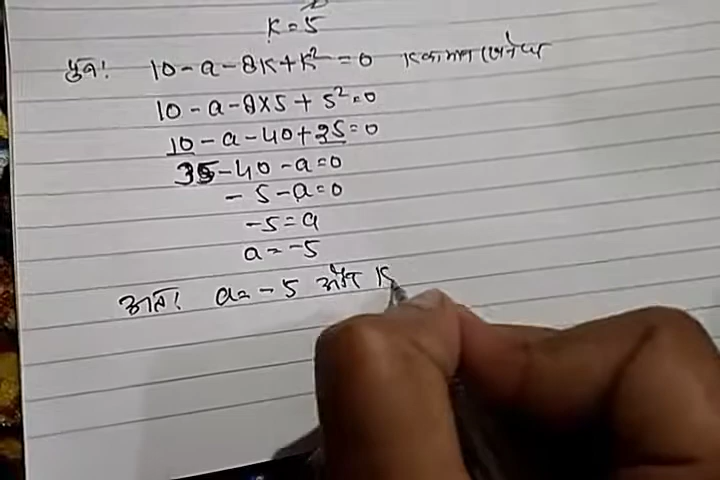 K = 5
पुनः 10 - a - 8K + K² = 0 K का मान रखने पर
10 - a - 8×5 + 5² = 0
10 - a - 40 + 25 = 0
35 - 40 - a = 0
- 5 - a = 0
- 5 = a
a = - 5
अतः a = - 5 और K